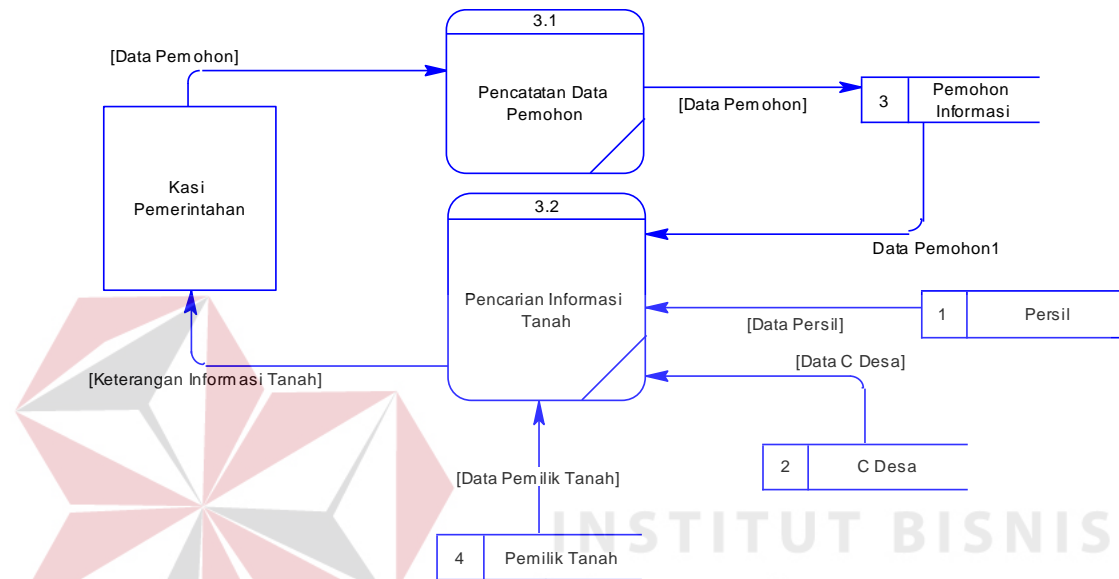 3.1
[Data Pemohon]
Pencatatan Data
Pemohon
[Data Pemohon]
3
Pemohon
Informasi
Kasi
Pemerintahan
3.2
Data Pemohon1
Pencarian Informasi
Tanah
[Data Persil]
1
Persil
[Data C Desa]
[Keterangan Informasi Tanah]
2
C Desa
[Data Pemilik Tanah]
4
Pemilik Tanah
INSTITUT BISNIS